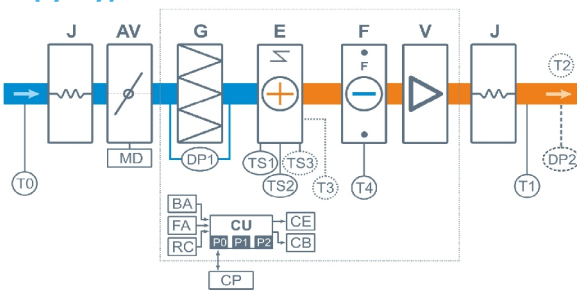 J AV G E F V J
F
T2
MD
DP1
TS1 TS3
TS2
T3
T4
T0
T1
DP2
BA
FA
RC
CU
P0 P1 P2
CE
CB
CP